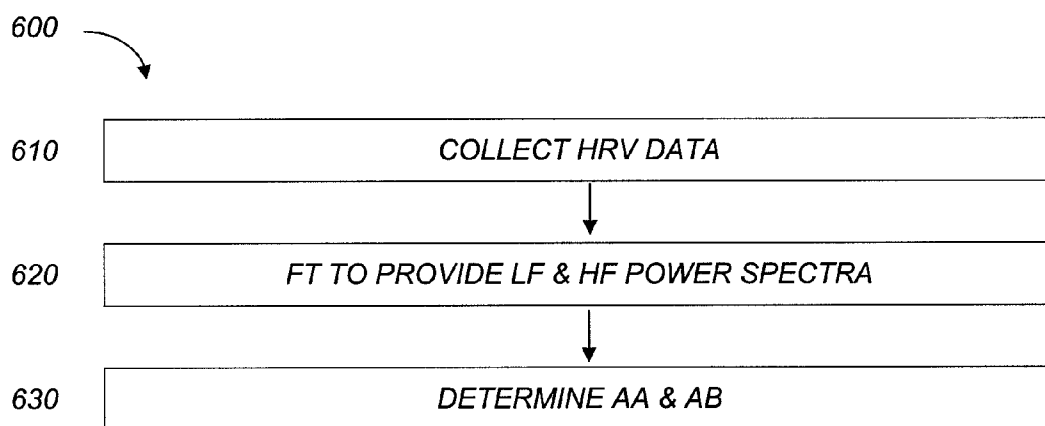 600
610 COLLECT HRV DATA
620 FT TO PROVIDE LF & HF POWER SPECTRA
630 DETERMINE AA & AB